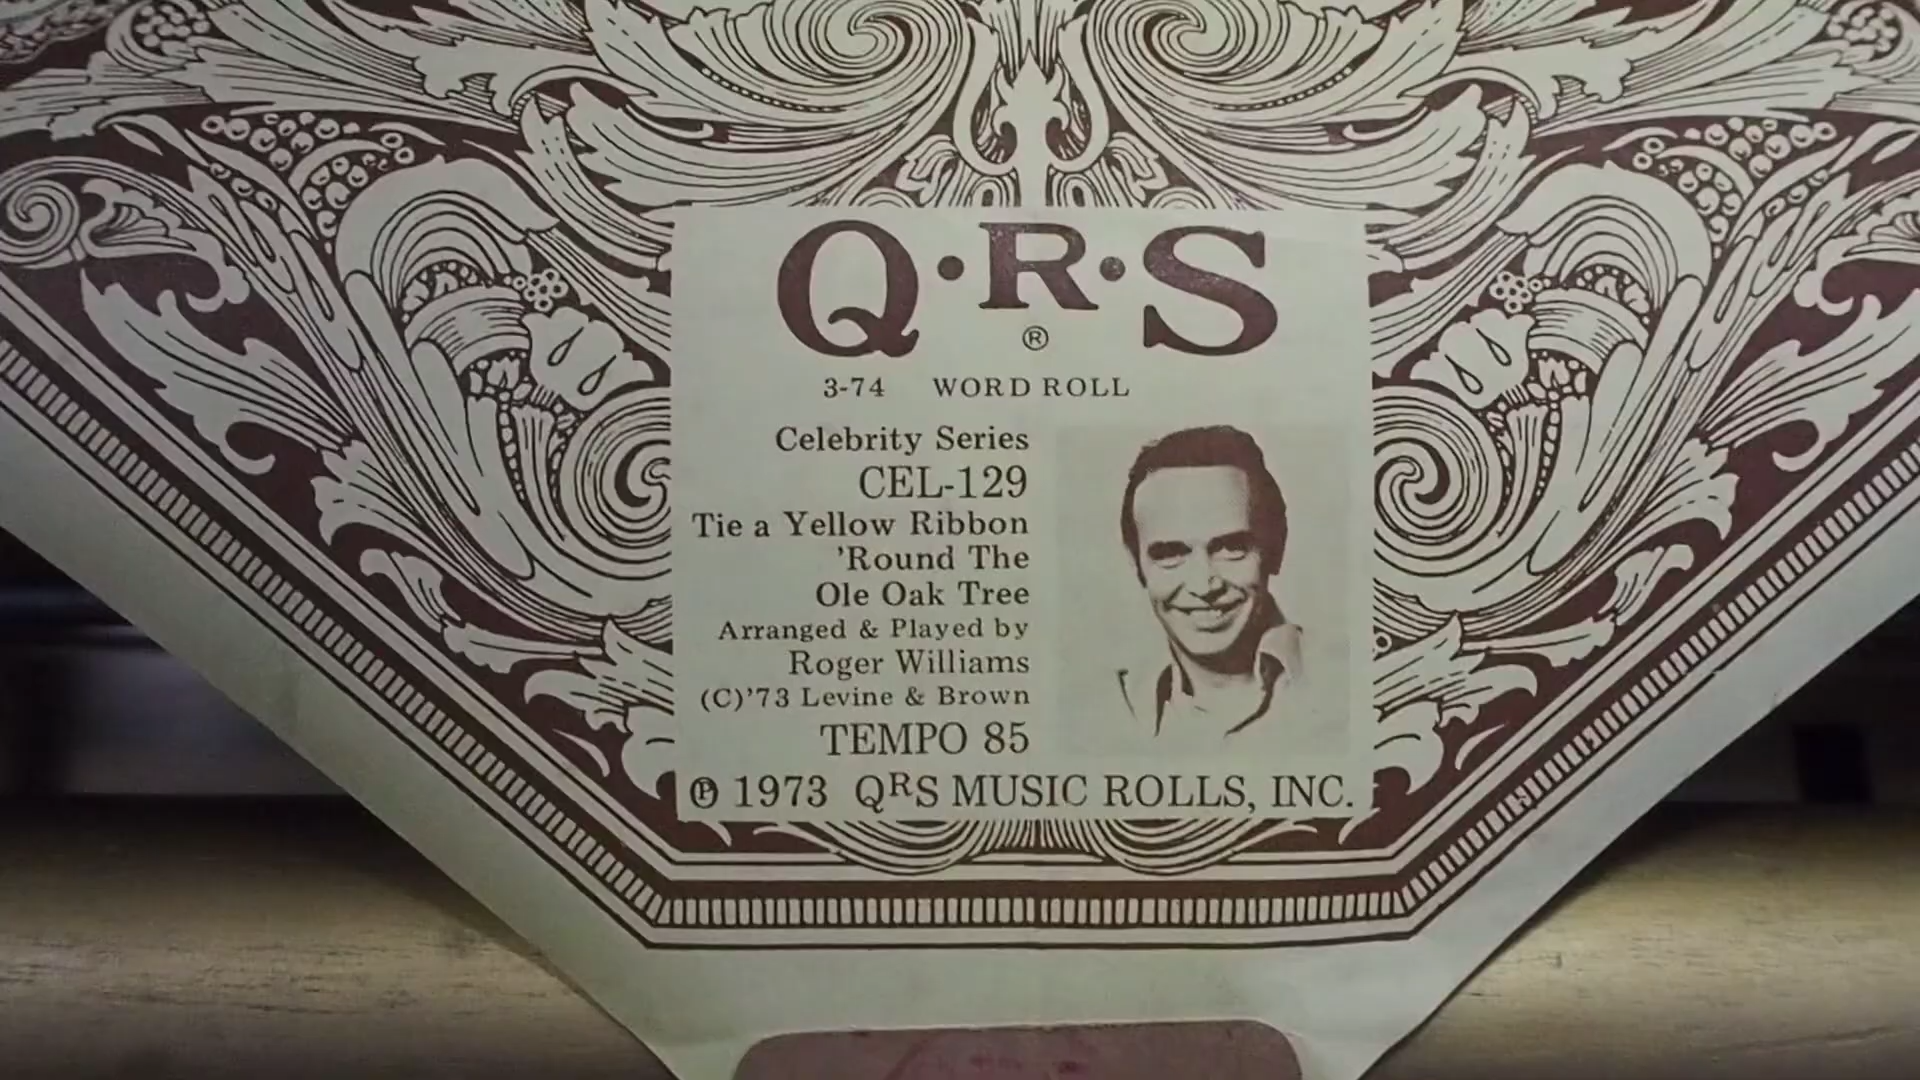 Q·R·S
®
3-74 WORD ROLL
Celebrity Series
CEL-129
Tie a Yellow Ribbon
'Round The
Ole Oak Tree
Arranged & Played by
Roger Williams
(C)'73 Levine & Brown
TEMPO 85
℗ 1973 QRS MUSIC ROLLS, INC.